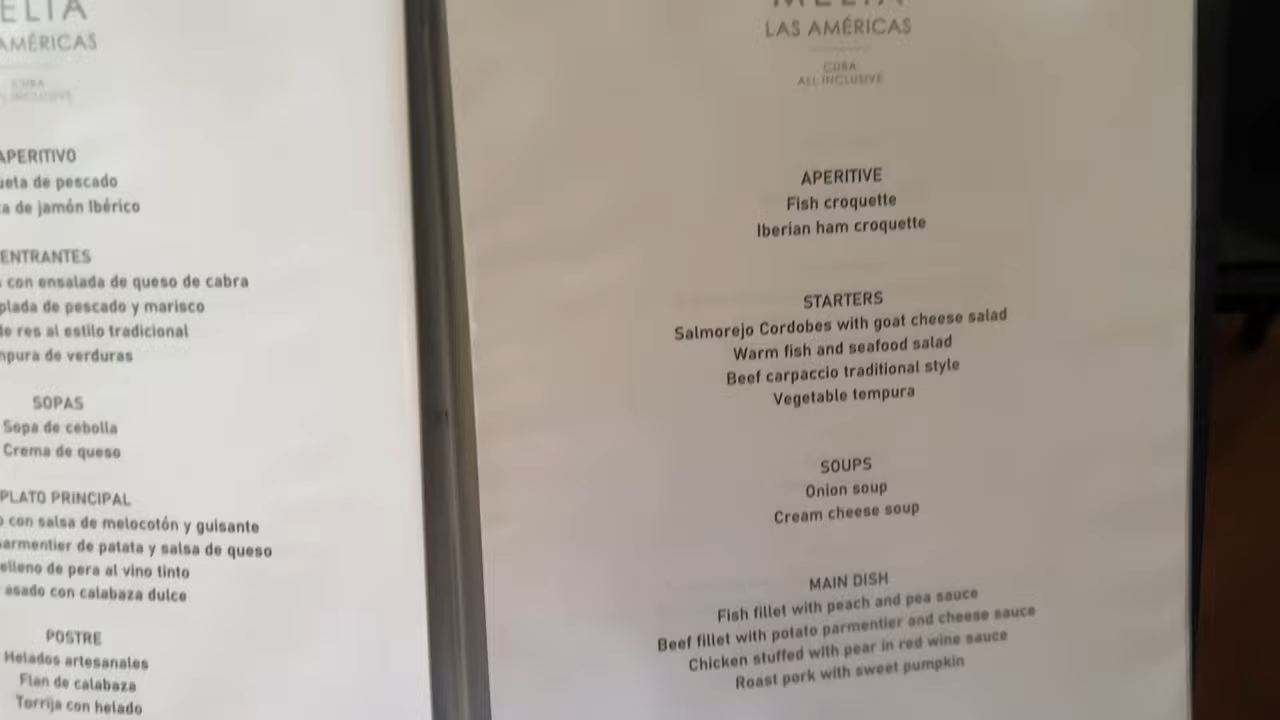 AMÉRICAS
APERITIVO
de pescado
de jamón Ibérico
ENTRANTES
con ensalada de queso de cabra
de pescado y marisco
de res al estilo tradicional
de verduras
SOPAS
Sopa de cebolla
Crema de queso
PLATO PRINCIPAL
con salsa de melocotón y guisante
de patata y salsa de queso
de pera al vino tinto
asado con calabaza dulce
POSTRE
Helados artesanales
Flan de calabaza
Torrija con helado
MELIÁ
LAS AMÉRICAS
CUBA
ALL INCLUSIVE
APERITIVE
Fish croquette
Iberian ham croquette
STARTERS
Salmorejo Cordobes with goat cheese salad
Warm fish and seafood salad
Beef carpaccio traditional style
Vegetable tempura
SOUPS
Onion soup
Cream cheese soup
MAIN DISH
Fish fillet with peach and pea sauce
Beef fillet with potato parmentier and cheese sauce
Chicken stuffed with pear in red wine sauce
Roast pork with sweet pumpkin